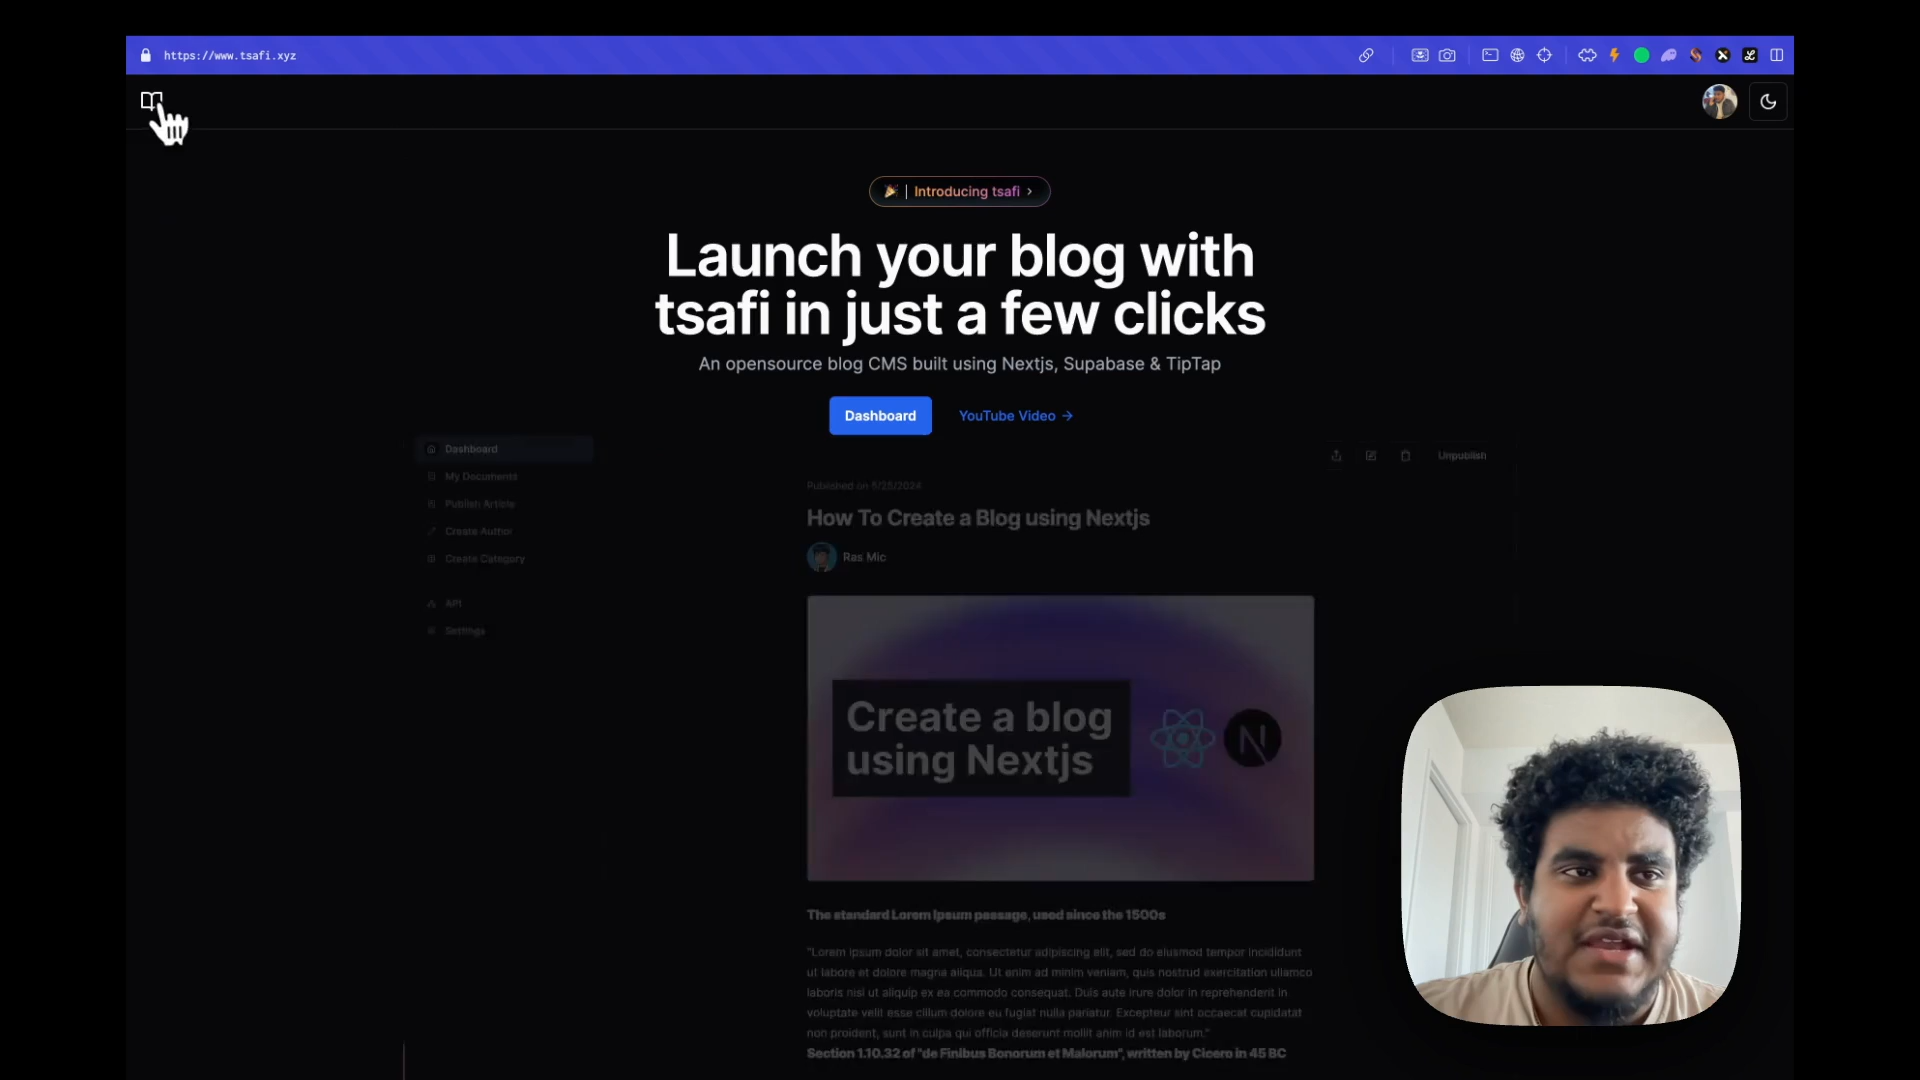 https://www.tsafi.xyz
| Introducing tsafi ›
Launch your blog with
tsafi in just a few clicks
An opensource blog CMS built using Nextjs, Supabase & TipTap
Dashboard
YouTube Video →
Dashboard
My Documents
Publish Article
Create Author
Create Category
API
Settings
Unpublish
Published on 5/25/2024
How To Create a Blog using Nextjs
Ras Mic
Create a blog
using Nextjs
N
The standard Lorem Ipsum passage, used since the 1500s
"Lorem ipsum dolor sit amet, consectetur adipiscing elit, sed do eiusmod tempor incididunt
ut labore et dolore magna aliqua. Ut enim ad minim veniam, quis nostrud exercitation ullamco
laboris nisi ut aliquip ex ea commodo consequat. Duis aute irure dolor in reprehenderit in
voluptate velit esse cillum dolore eu fugiat nulla pariatur. Excepteur sint occaecat cupidatat
non proident, sunt in culpa qui officia deserunt mollit anim id est laborum."
Section 1.10.32 of "de Finibus Bonorum et Malorum", written by Cicero in 45 BC